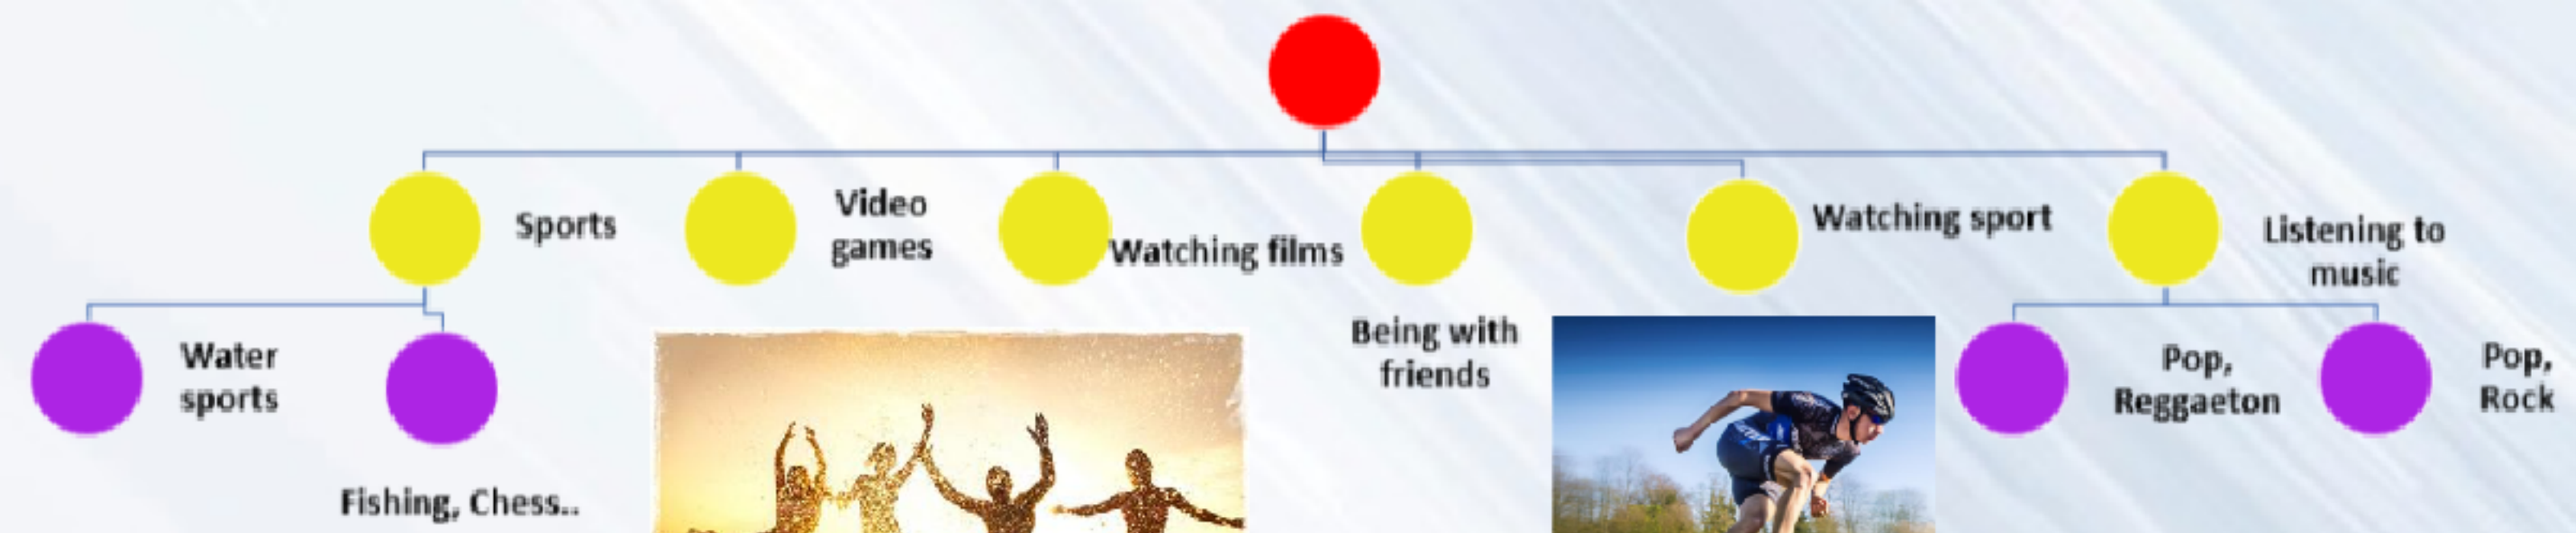 Sports
Video
games
Watching films
Being with
friends
Watching sport
Listening to
music
Water
sports
Fishing, Chess..
Pop,
Reggaeton
Pop,
Rock